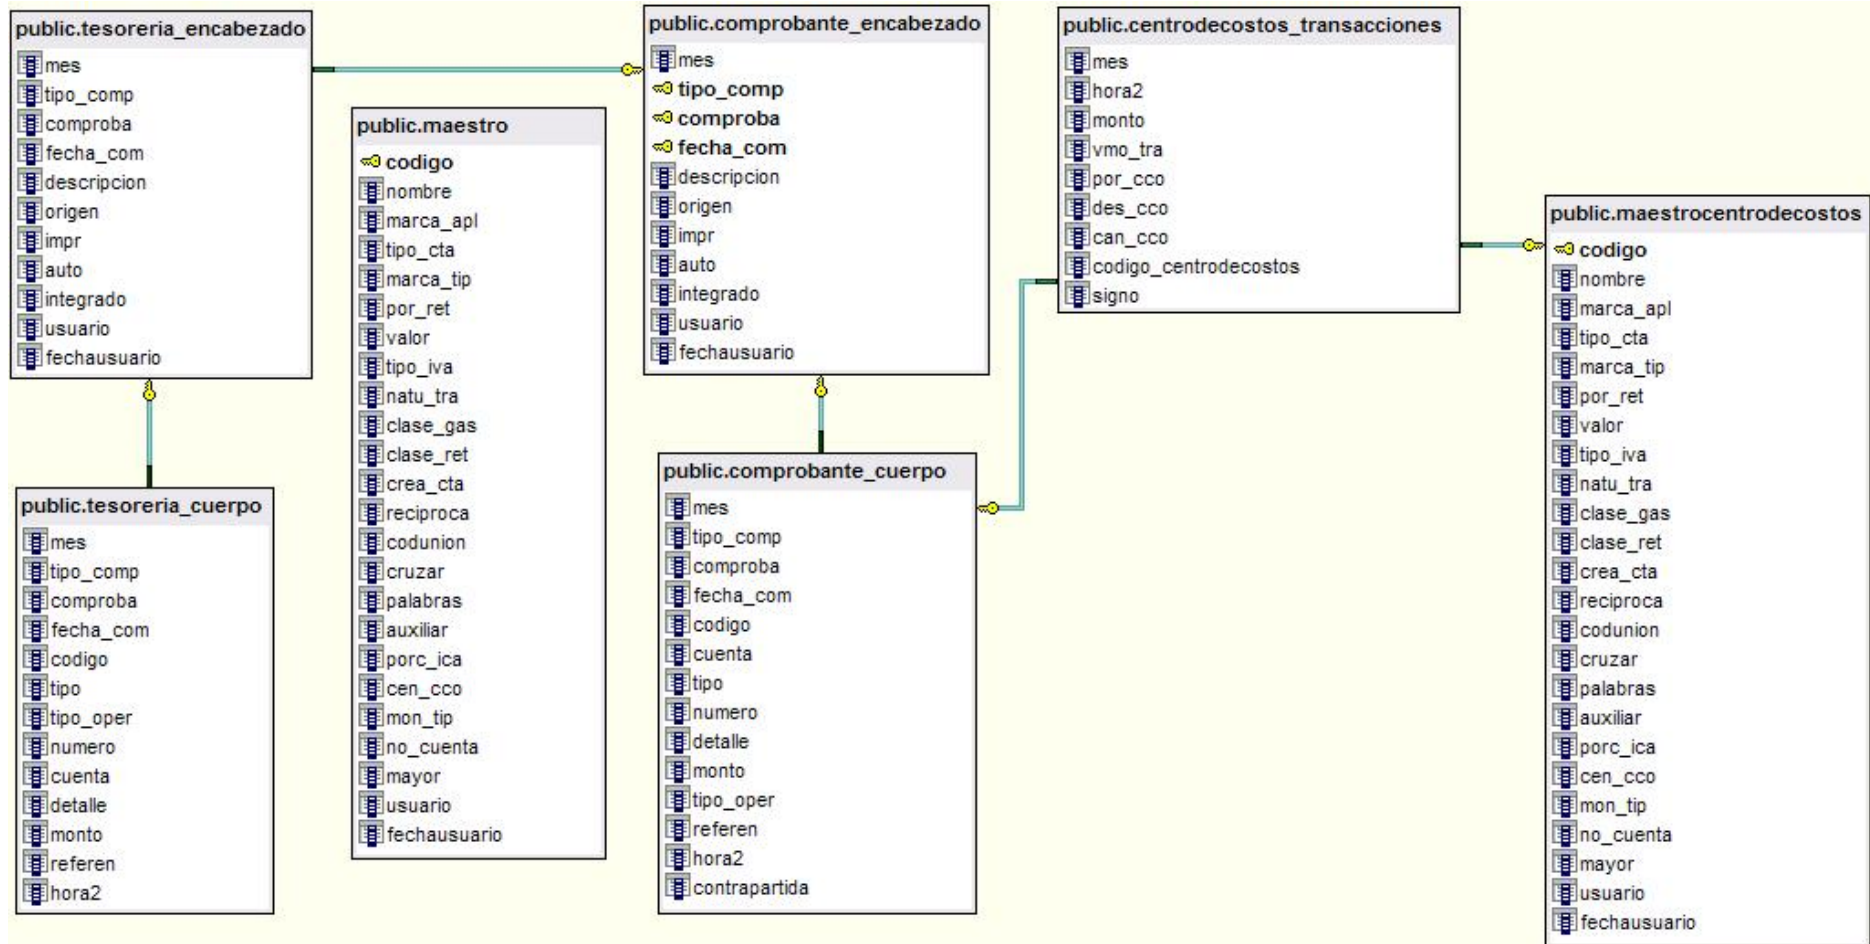 public.tesoreria_encabezado
mes
tipo_comp
comproba
fecha_com
descripcion
origen
impr
auto
integrado
usuario
fechausuario
public.tesoreria_cuerpo
mes
tipo_comp
comproba
fecha_com
codigo
tipo
tipo_oper
numero
cuenta
detalle
monto
referen
hora2
public.maestro
codigo
nombre
marca_apl
tipo_cta
marca_tip
por_ret
valor
tipo_iva
natu_tra
clase_gas
clase_ret
crea_cta
reciproca
codunion
cruzar
palabras
auxiliar
porc_ica
cen_cco
mon_tip
no_cuenta
mayor
usuario
fechausuario
public.comprobante_encabezado
mes
tipo_comp
comproba
fecha_com
descripcion
origen
impr
auto
integrado
usuario
fechausuario
public.comprobante_cuerpo
mes
tipo_comp
comproba
fecha_com
codigo
cuenta
tipo
numero
detalle
monto
tipo_oper
referen
hora2
contrapartida
public.centrodecostos_transacciones
mes
hora2
monto
vmo_tra
por_cco
des_cco
can_cco
codigo_centrodecostos
signo
public.maestrocentrodecostos
codigo
nombre
marca_apl
tipo_cta
marca_tip
por_ret
valor
tipo_iva
natu_tra
clase_gas
clase_ret
crea_cta
reciproca
codunion
cruzar
palabras
auxiliar
porc_ica
cen_cco
mon_tip
no_cuenta
mayor
usuario
fechausuario